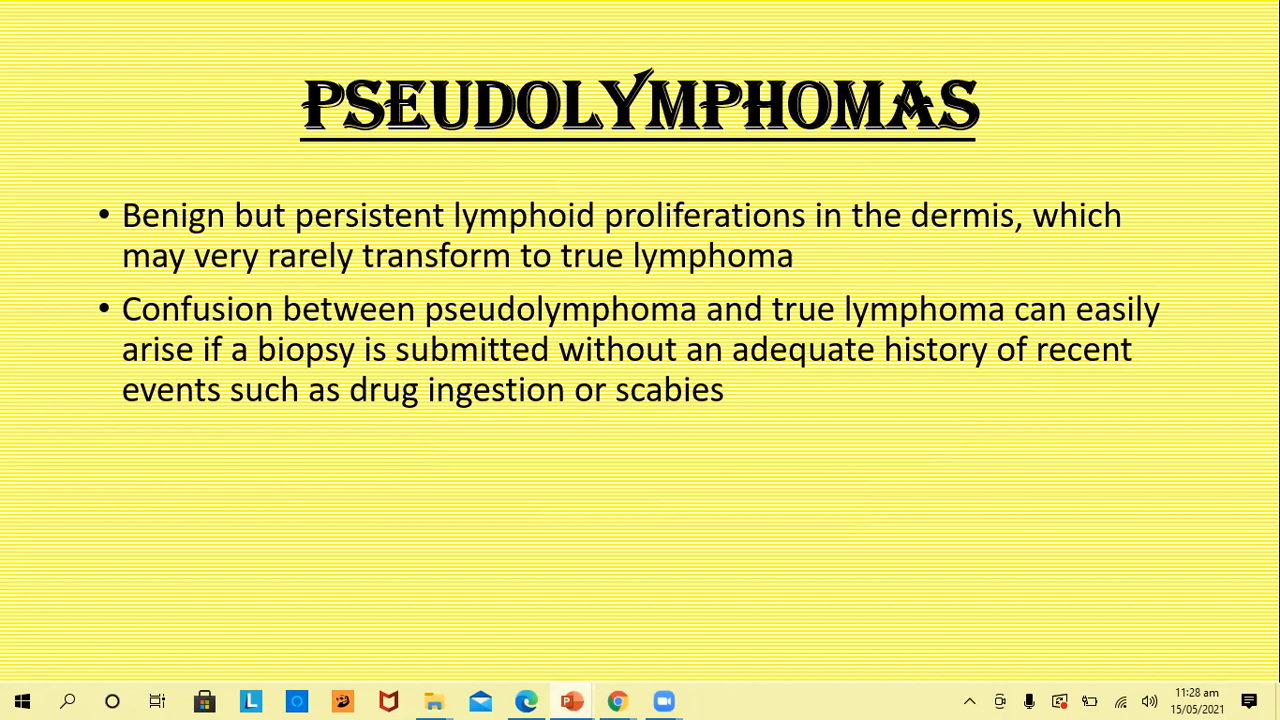 PSEUDOLYMPHOMAS
• Benign but persistent lymphoid proliferations in the dermis, which
may very rarely transform to true lymphoma
• Confusion between pseudolymphoma and true lymphoma can easily
arise if a biopsy is submitted without an adequate history of recent
events such as drug ingestion or scabies
L
11:28 am
15/05/2021